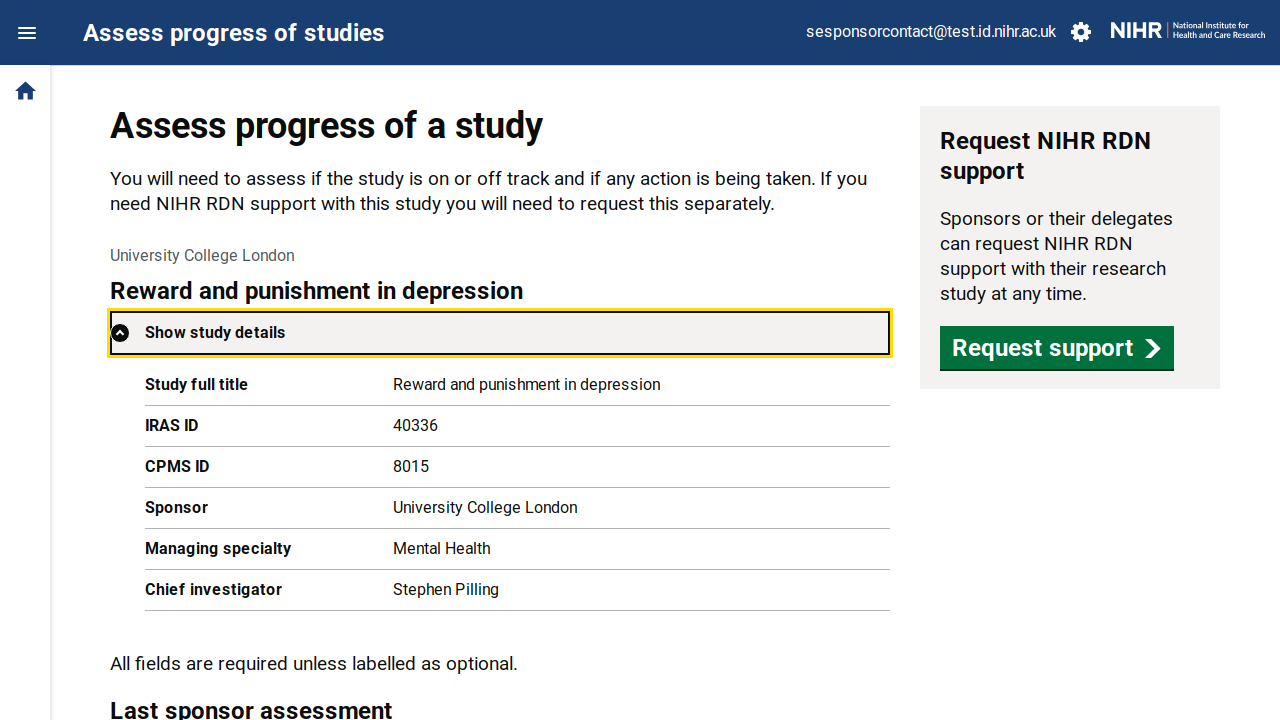 Assess progress of studies
sesponsorcontact@test.id.nihr.ac.uk
NIHR
National Institute for
Health and Care Research
Assess progress of a study
You will need to assess if the study is on or off track and if any action is being taken. If you
need NIHR RDN support with this study you will need to request this separately.
University College London
Reward and punishment in depression
Show study details
Study full title Reward and punishment in depression
IRAS ID 40336
CPMS ID 8015
Sponsor University College London
Managing specialty Mental Health
Chief investigator Stephen Pilling
All fields are required unless labelled as optional.
Last sponsor assessment
Request NIHR RDN
support
Sponsors or their delegates
can request NIHR RDN
support with their research
study at any time.
Request support